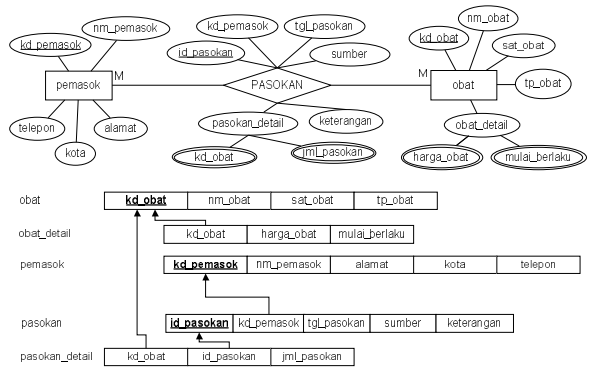 kd_pemasok
nm_pemasok
pemasok
telepon
kota
alamat
M
kd_pemasok
tgl_pasokan
id_pasokan
sumber
PASOKAN
pasokan_detail
keterangan
kd_obat
jml_pasokan
M
nm_obat
kd_obat
sat_obat
obat
tp_obat
obat_detail
harga_obat
mulai_berlaku
obat kd_obat nm_obat sat_obat tp_obat
obat_detail kd_obat harga_obat mulai_berlaku
pemasok kd_pemasok nm_pemasok alamat kota telepon
pasokan id_pasokan kd_pemasok tgl_pasokan sumber keterangan
pasokan_detail kd_obat id_pasokan jml_pasokan